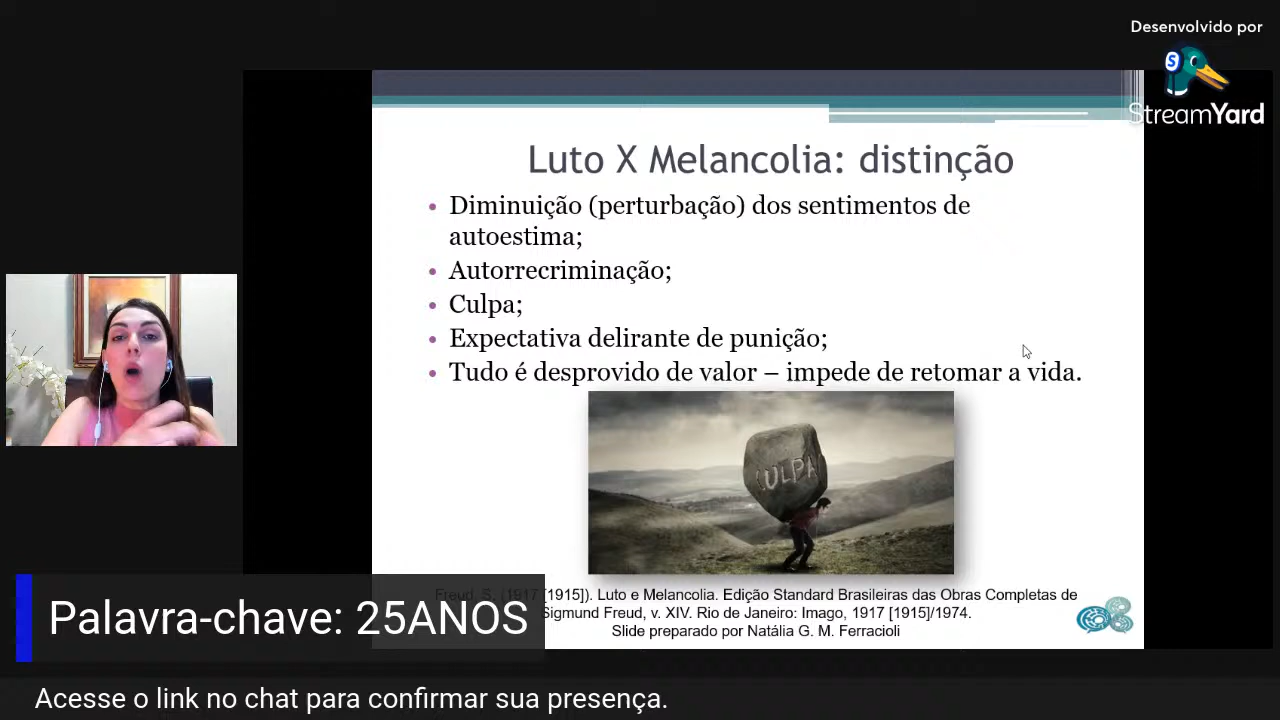 Desenvolvido por
StreamYard
Luto X Melancolia: distinção
• Diminuição (perturbação) dos sentimentos de
autoestima;
• Autorrecriminação;
• Culpa;
• Expectativa delirante de punição;
• Tudo é desprovido de valor – impede de retomar a vida.
CULPA
Freud, S. (1917 [1915]). Luto e Melancolia. Edição Standard Brasileiras das Obras Completas de
Sigmund Freud, v. XIV. Rio de Janeiro: Imago, 1917 [1915]/1974.
Slide preparado por Natália G. M. Ferracioli
Palavra-chave: 25ANOS
Acesse o link no chat para confirmar sua presença.